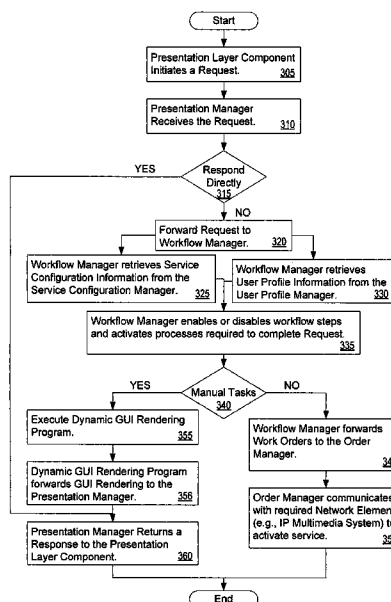 Start
Presentation Layer Component
Initiates a Request. 305
Presentation Manager
Receives the Request. 310
YES
Respond
Directly
315
NO
Forward Request to
Workflow Manager. 320
Workflow Manager retrieves Service
Configuration Information from the
Service Configuration Manager. 325
Workflow Manager retrieves
User Profile Information from the
User Profile Manager. 330
Workflow Manager enables or disables workflow steps
and activates processes required to complete Request.
335
YES
Manual Tasks
340
NO
Execute Dynamic GUI Rendering
Program. 355
Workflow Manager forwards
Work Orders to the Order
Manager.
Dynamic GUI Rendering Program
forwards GUI Rendering to the
Presentation Manager. 356
Order Manager communicates
with required Network
(e.g., IP Multimedia System)
activate service.
Presentation Manager Returns a
Response to the Presentation
Layer Component. 360
End